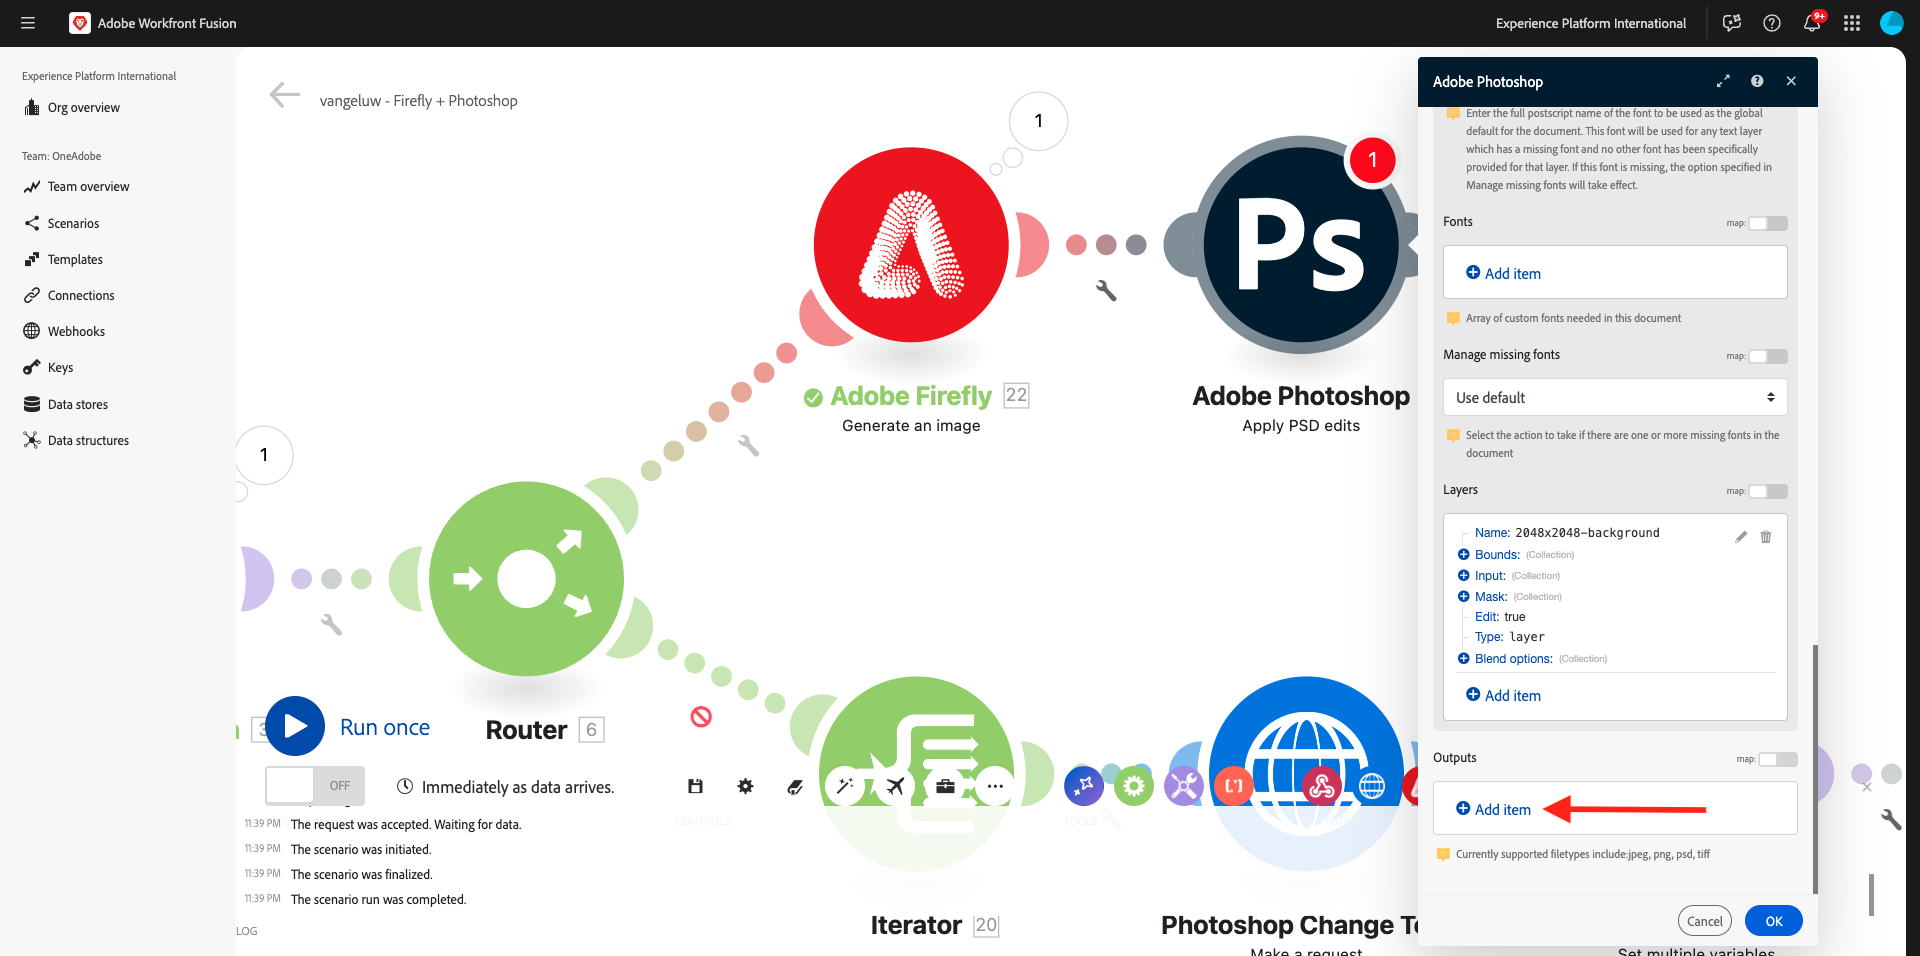 Adobe Workfront Fusion
Experience Platform International
9+
Experience Platform International
Org overview
Team: OneAdobe
Team overview
Scenarios
Templates
Connections
Webhooks
Keys
Data stores
Data structures
vangeluw - Firefly + Photoshop
1
1
Ps
Adobe Firefly 22
Generate an image
Adobe Photoshop
Apply PSD edits
1
Router 6
3
Run once
OFF
Immediately as data arrives.
11:39 PM The request was accepted. Waiting for data.
11:39 PM The scenario was initiated.
11:39 PM The scenario was finalized.
11:39 PM The scenario run was completed.
LOG
CONTROLS
TOOLS
Iterator 20
Photoshop Change Te
Make a request
Set multiple variables
Adobe Photoshop
Enter the full postscript name of the font to be used as the global
default for the document. This font will be used for any text layer
which has a missing font and no other font has been specifically
provided for that layer. If this font is missing, the option specified in
Manage missing fonts will take effect.
Fonts
map:
Add item
Array of custom fonts needed in this document
Manage missing fonts
map:
Use default
Select the action to take if there are one or more missing fonts in the
document
Layers
map:
Name: 2048x2048-background
Bounds: (Collection)
Input: (Collection)
Mask: (Collection)
Edit: true
Type: layer
Blend options: (Collection)
Add item
Outputs
map:
Add item
Currently supported filetypes include:jpeg, png, psd, tiff
Cancel
OK